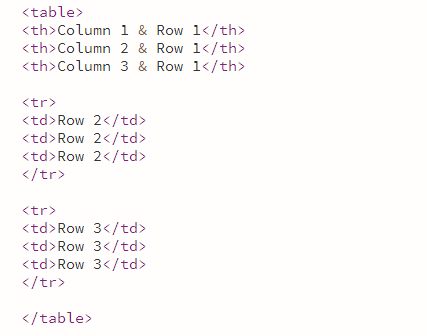 <table>
<th>Column 1 & Row 1</th>
<th>Column 2 & Row 1</th>
<th>Column 3 & Row 1</th>
<tr>
<td>Row 2</td>
<td>Row 2</td>
<td>Row 2</td>
</tr>
<tr>
<td>Row 3</td>
<td>Row 3</td>
<td>Row 3</td>
</tr>
</table>